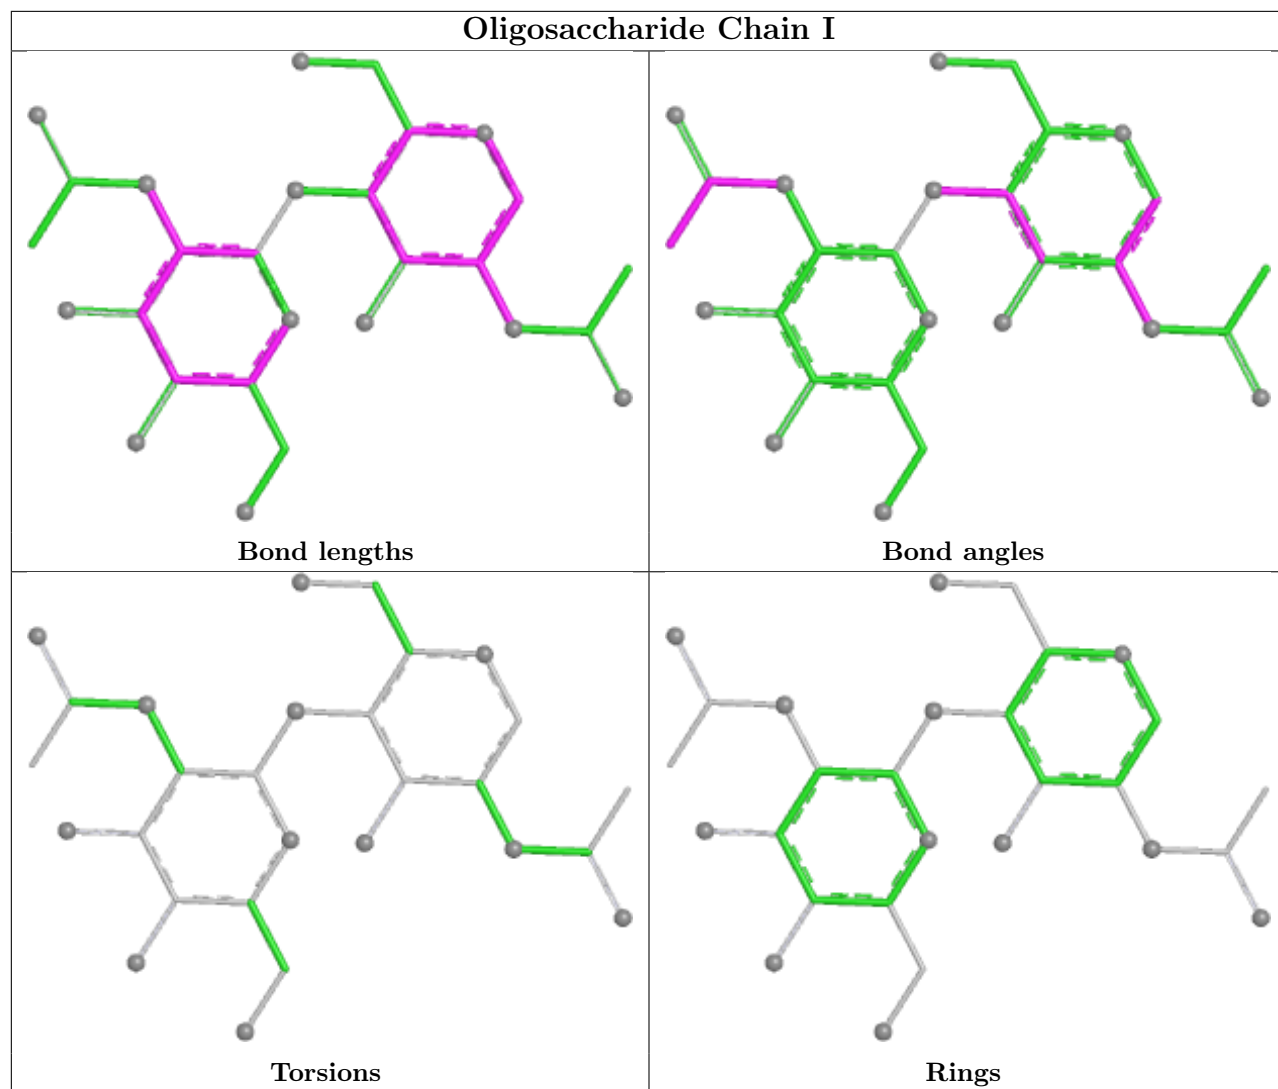 Oligosaccharide Chain I
Bond lengths
Bond angles
Torsions
Rings